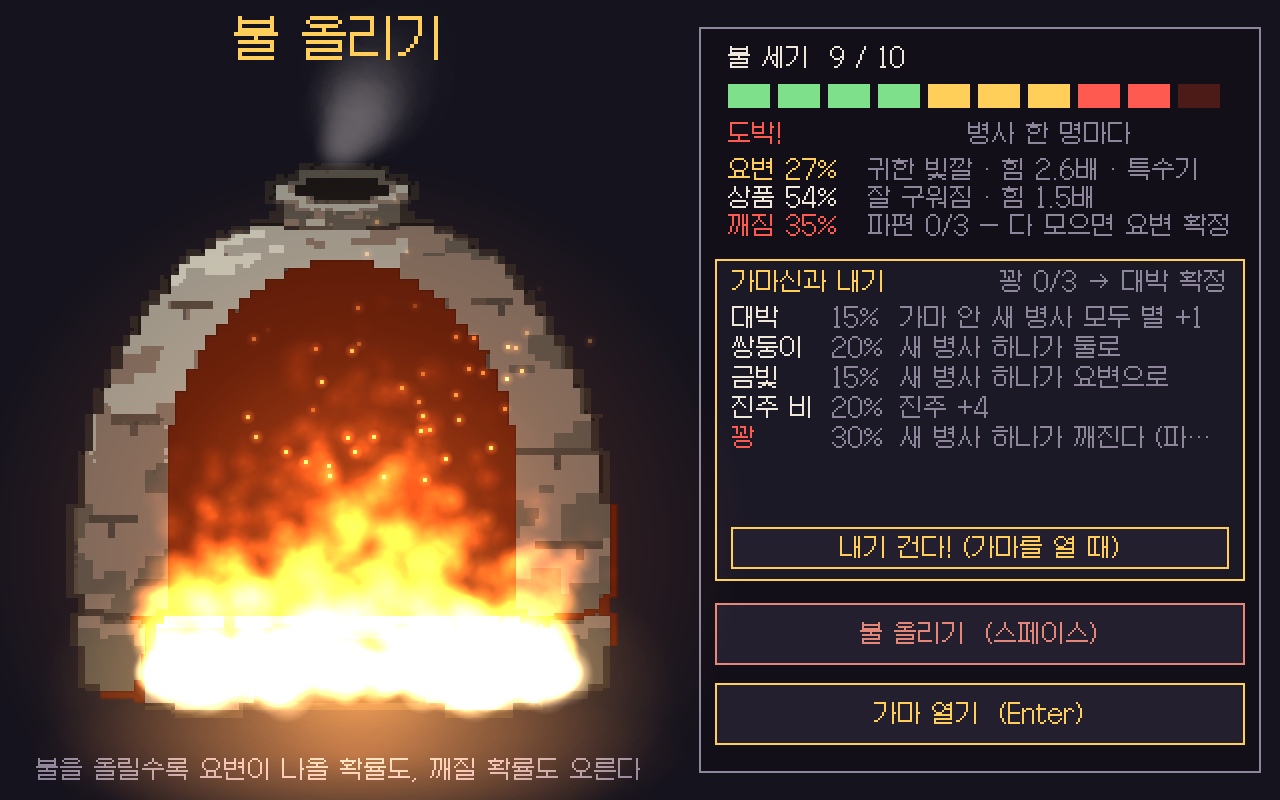 불 올리기
불 세기 9 / 10
도박! 병사 한 명마다
요변 27% 귀한 빛깔 · 힘 2.6배 · 특수기
상품 54% 잘 구워짐 · 힘 1.5배
깨짐 35% 파편 0/3 — 다 모으면 요변 확정
가마신과 내기 꽝 0/3 → 대박 확정
대박 15% 가마 안 새 병사 모두 별 +1
쌍둥이 20% 새 병사 하나가 둘로
금빛 15% 새 병사 하나가 요변으로
진주 비 20% 진주 +4
꽝 30% 새 병사 하나가 깨진다 (파…
내기 건다! (가마를 열 때)
불 올리기 (스페이스)
가마 열기 (Enter)
불을 올릴수록 요변이 나올 확률도, 깨질 확률도 오른다